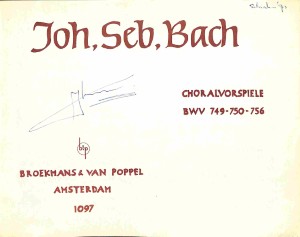 Joh. Seb. Bach
CHORALVORSPIELE
BWV 749-750-756
BROEKMANS & VAN POPPEL
AMSTERDAM
1097